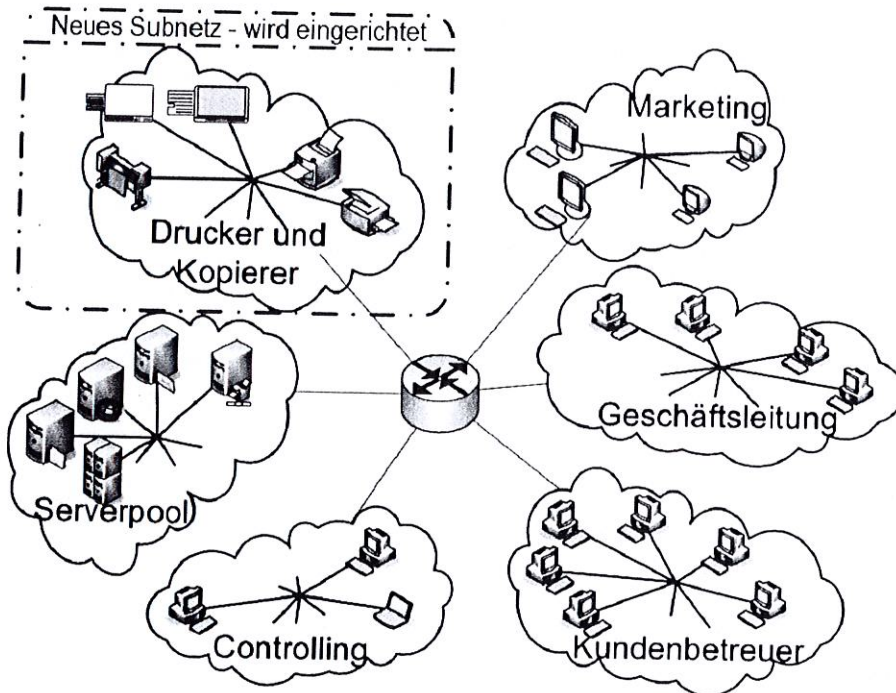 Neues Subnetz - wird eingerichtet
Marketing
Drucker und
Kopierer
Geschäftsleitung
Serverpool
Controlling
Kundenbetreuer